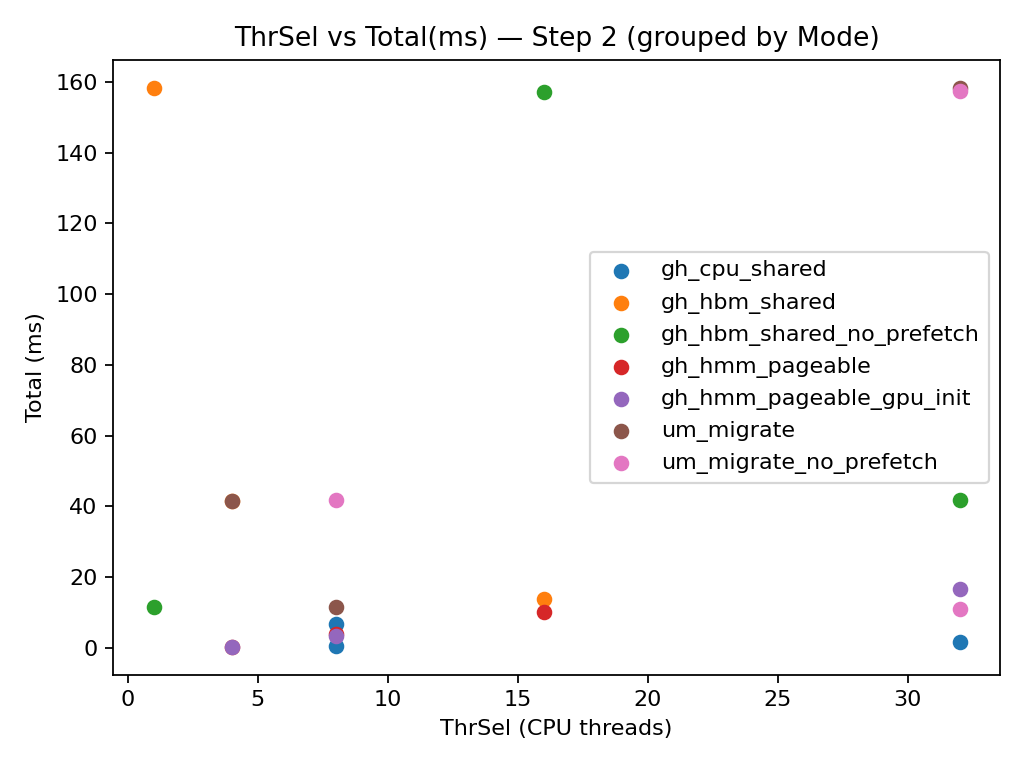 ThrSel vs Total(ms) — Step 2 (grouped by Mode)
160
140
120
100
80
60
40
20
0
Total (ms)
gh_cpu_shared
gh_hbm_shared
gh_hbm_shared_no_prefetch
gh_hmm_pageable
gh_hmm_pageable_gpu_init
um_migrate
um_migrate_no_prefetch
0 5 10 15 20 25 30
ThrSel (CPU threads)